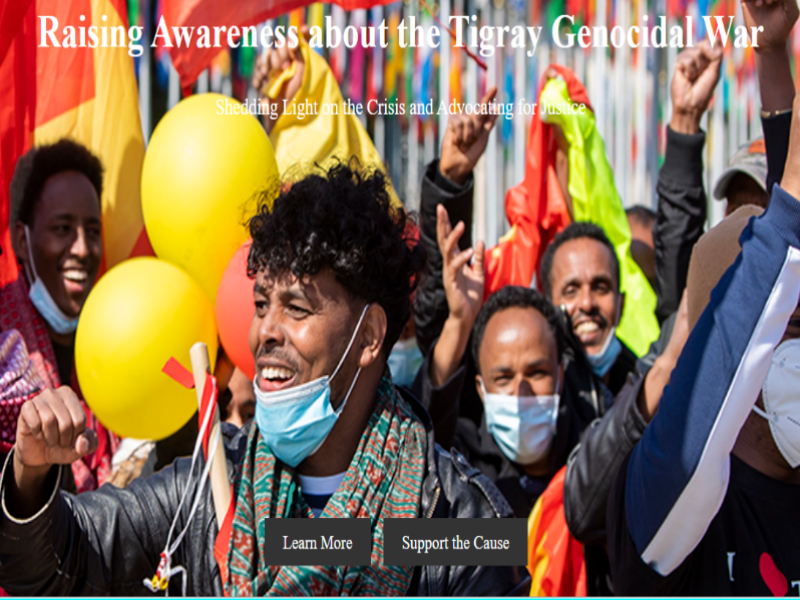 Raising Awareness about the Tigray Genocidal War
Shedding Light on the Crisis and Advocating for Justice
Learn More
Support the Cause
I
T